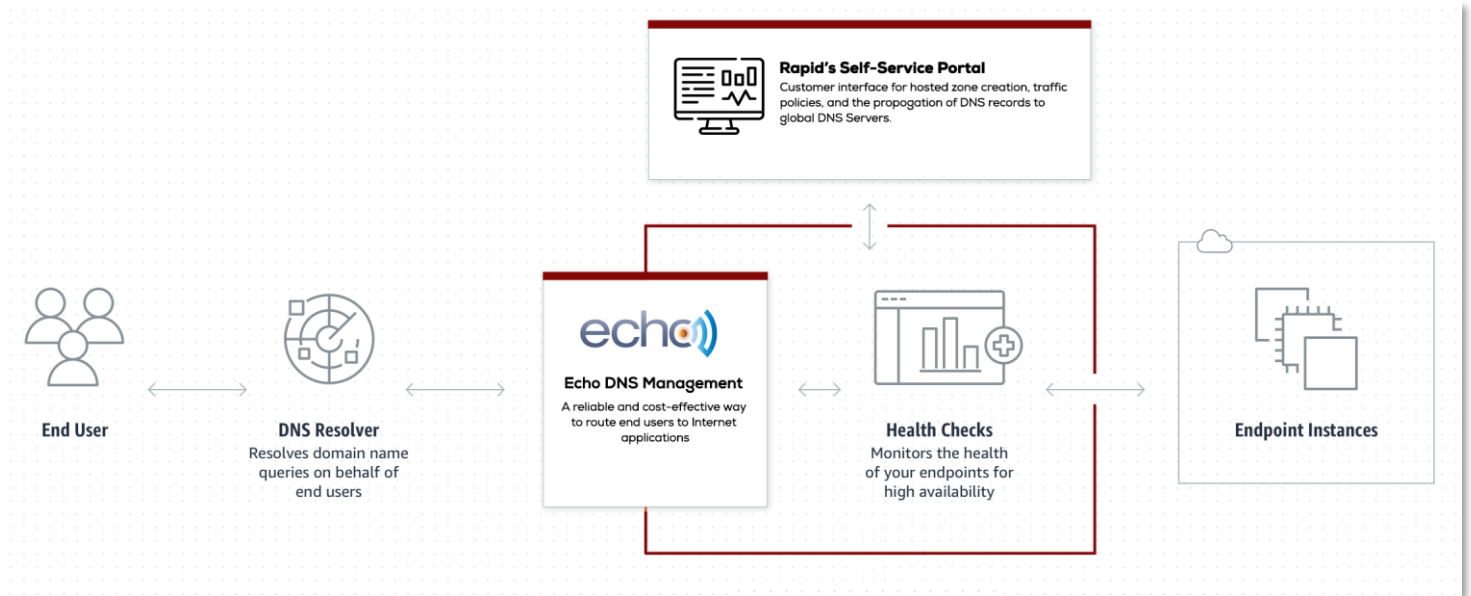 Rapid's Self-Service Portal
Customer interface for hosted zone creation, traffic
policies, and the propogation of DNS records to
global DNS Servers.
echo
Echo DNS Management
A reliable and cost-effective way
to route end users to Internet
applications
End User
DNS Resolver
Resolves domain name
queries on behalf of
end users
Health Checks
Monitors the health
of your endpoints for
high availability
Endpoint Instances